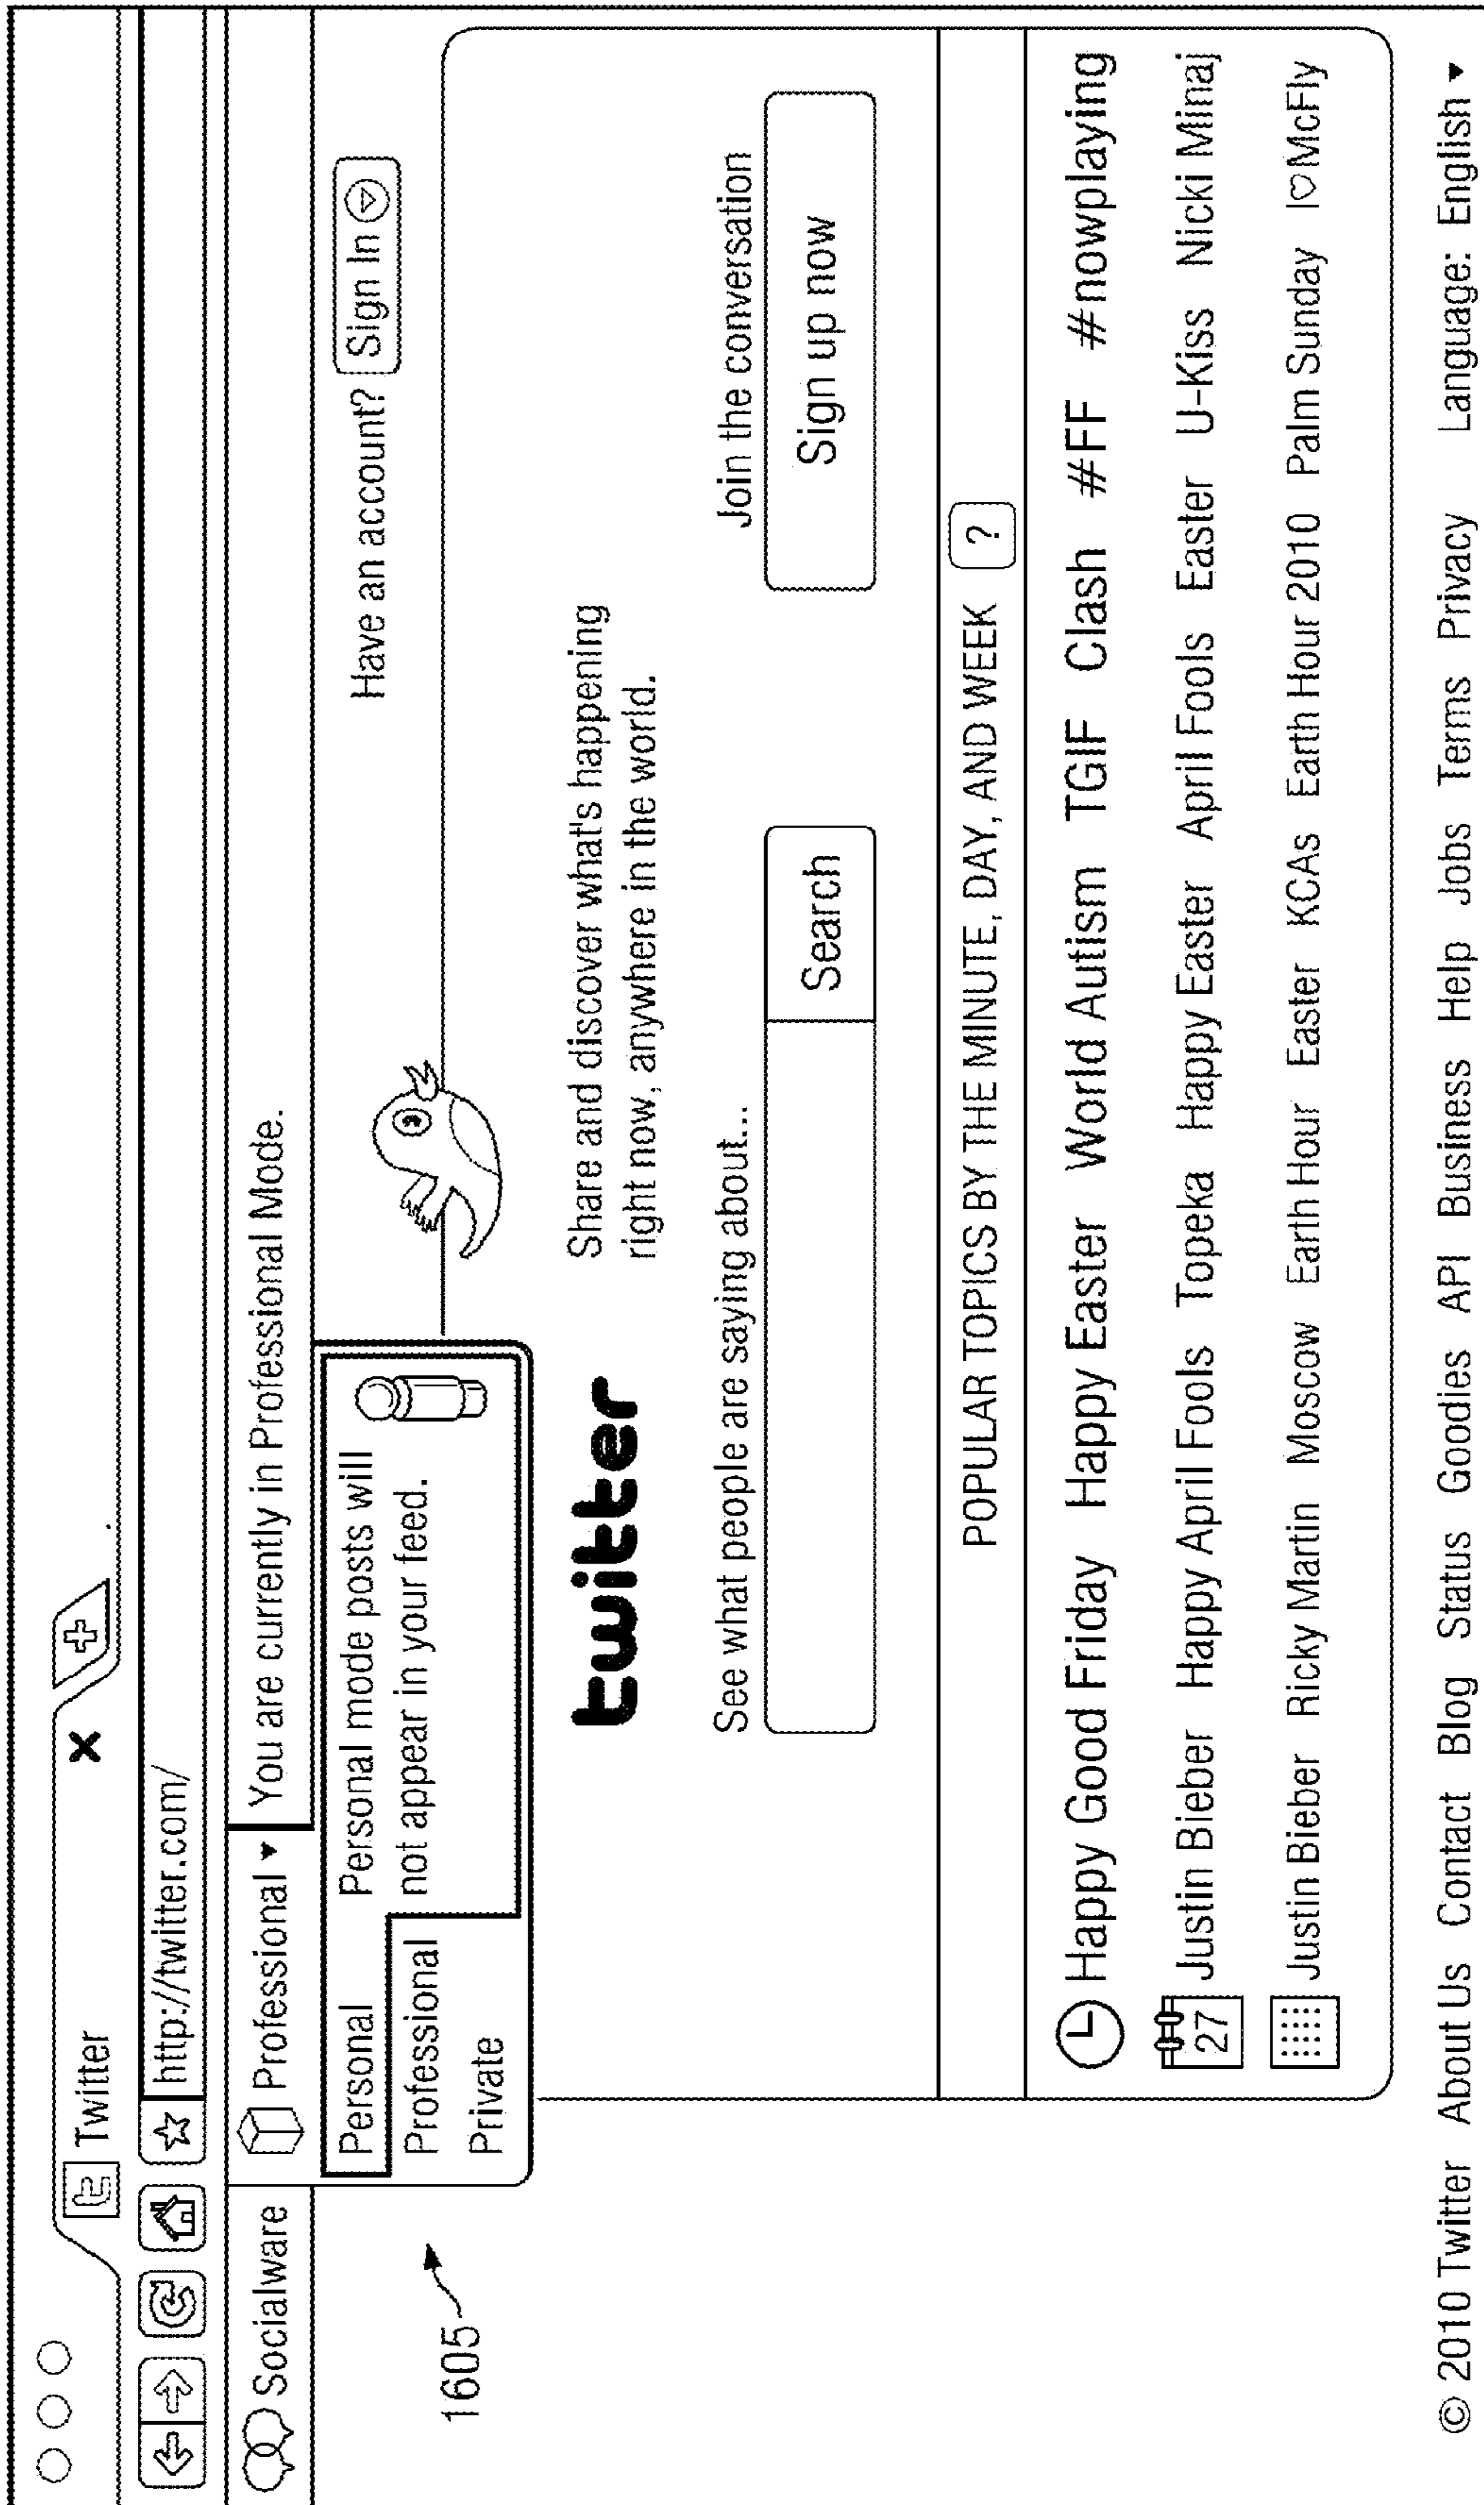 Twitter
http://twitter.com/
Socialware Professional You are currently in Professional Mode.
Personal
Professional
Private
Personal mode posts will
not appear in your feed.
1605
Have an account? Sign In
twitter
Share and discover what's happening
right now, anywhere in the world.
See what people are saying about...
Search
Join the conversation
Sign up now
POPULAR TOPICS BY THE MINUTE, DAY, AND WEEK ?
Happy Good Friday Happy Easter World Autism TGIF Clash #FF #nowplaying
27 Justin Bieber Happy April Fools Topeka Happy Easter April Fools Easter U-Kiss Nicki Minaj
Justin Bieber Ricky Martin Moscow Earth Hour Easter KCAs Earth Hour 2010 Palm Sunday I♡McFly
© 2010 Twitter About Us Contact Blog Status Goodies API Business Help Jobs Terms Privacy Language: English